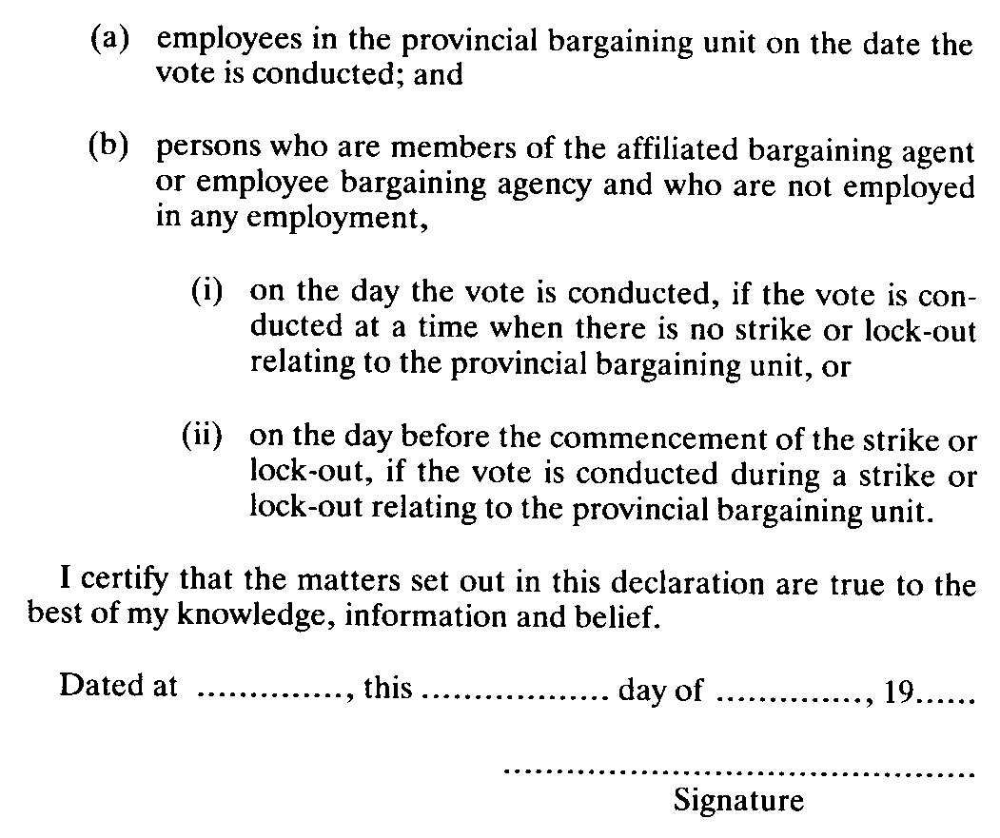 (a) employees in the provincial bargaining unit on the date the
vote is conducted; and
(b) persons who are members of the affiliated bargaining agent
or employee bargaining agency and who are not employed
in any employment,
(i) on the day the vote is conducted, if the vote is con-
ducted at a time when there is no strike or lock-out
relating to the provincial bargaining unit, or
(ii) on the day before the commencement of the strike or
lock-out, if the vote is conducted during a strike or
lock-out relating to the provincial bargaining unit.
I certify that the matters set out in this declaration are true to the
best of my knowledge, information and belief.
Dated at .............., this .................. day of .............., 19......
.............................................
Signature